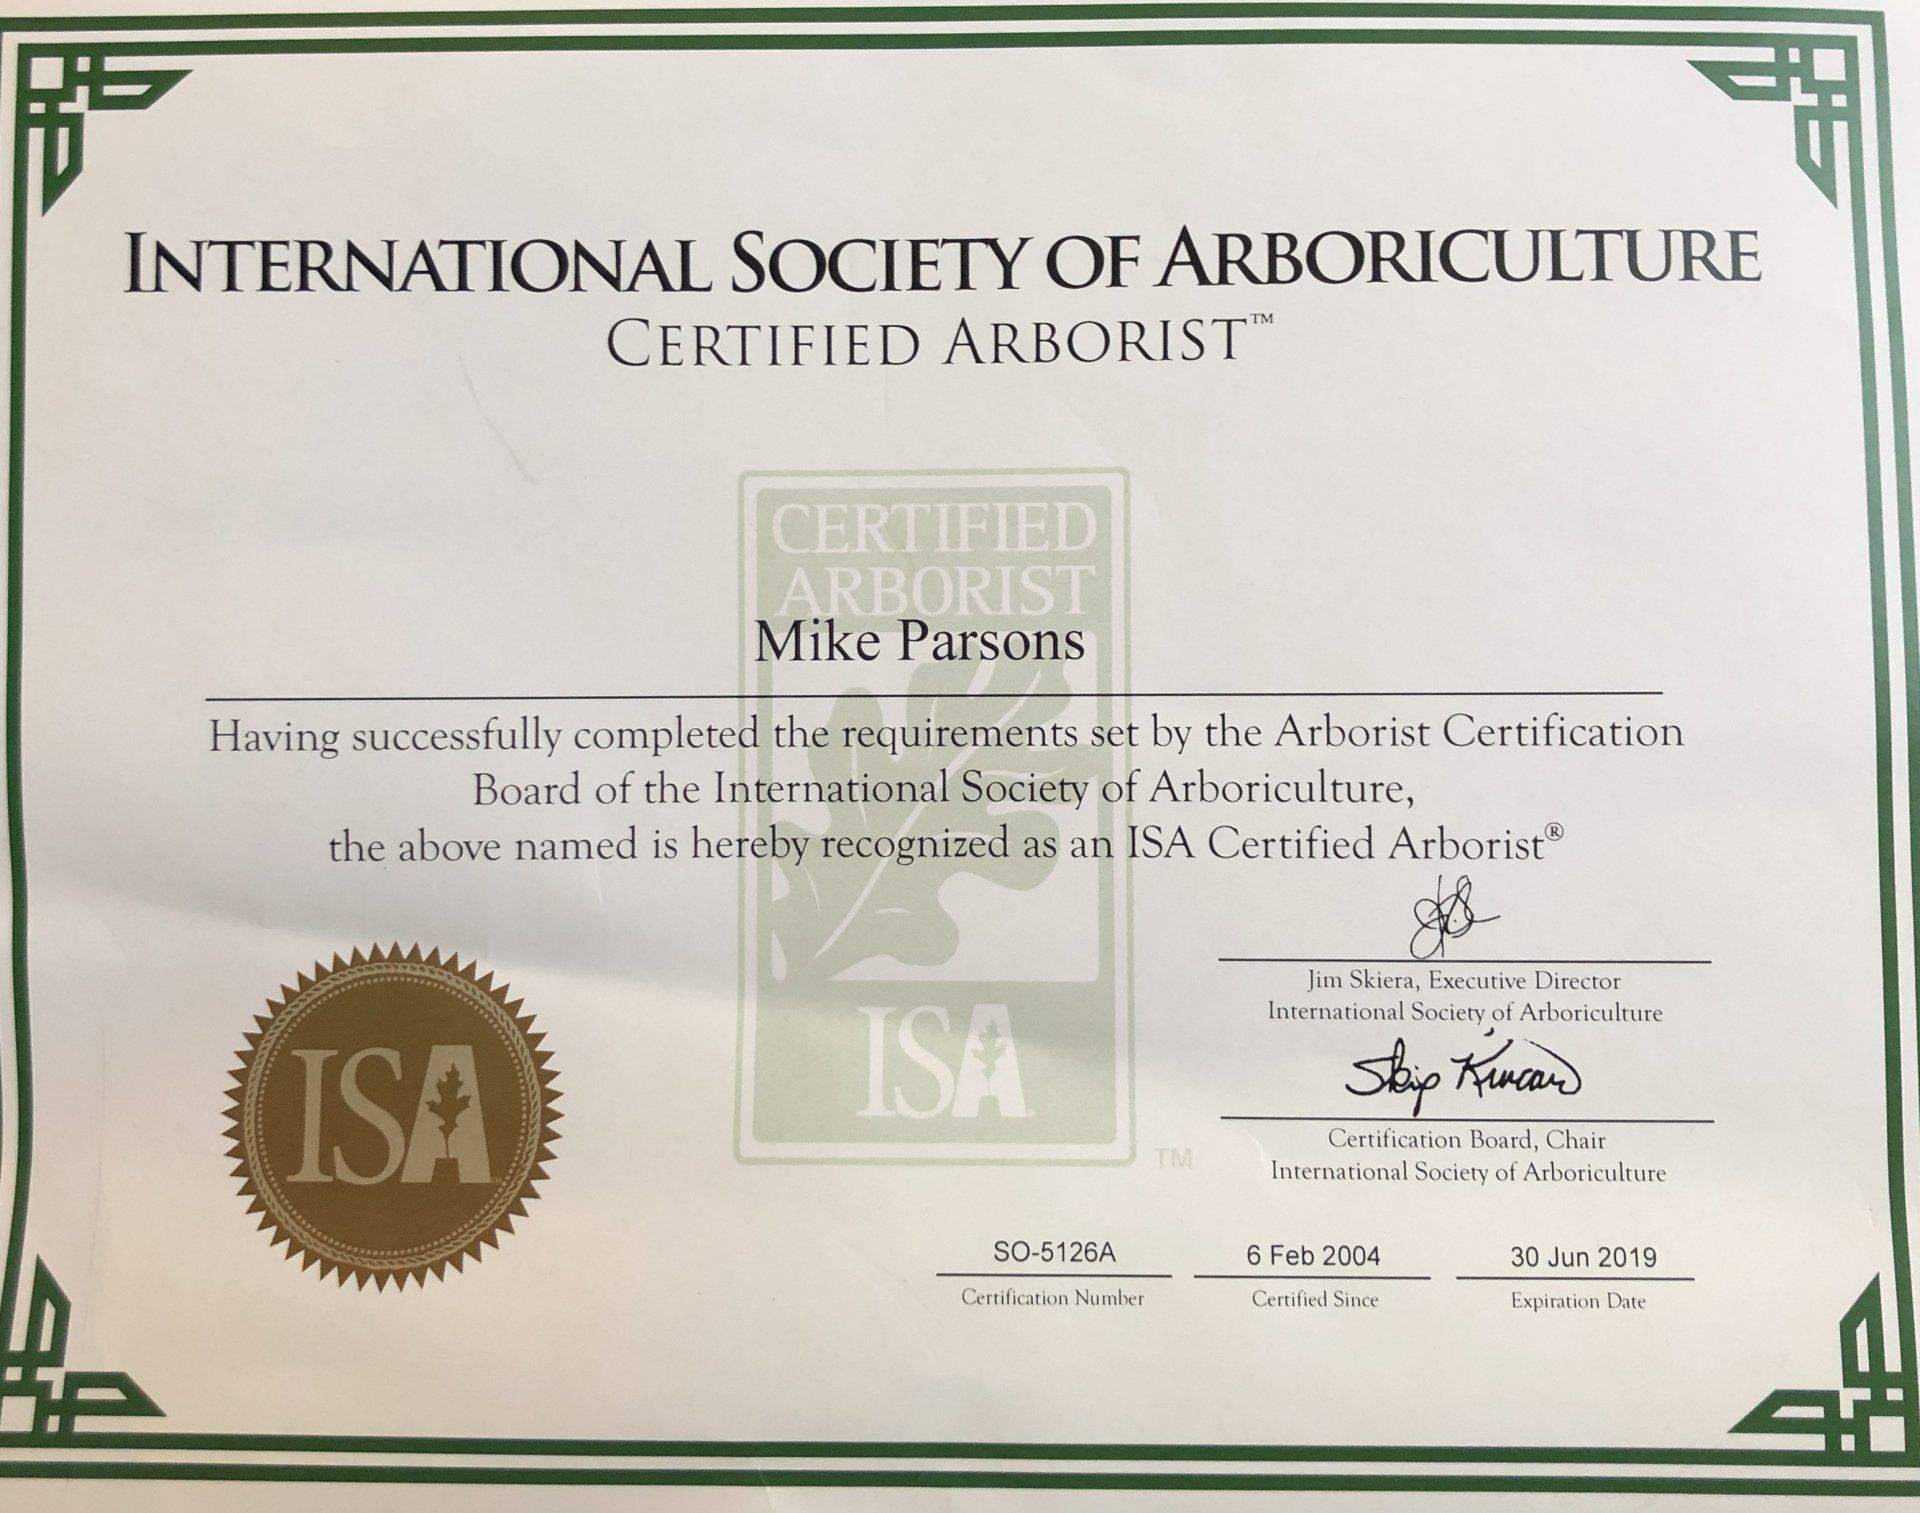 INTERNATIONAL SOCIETY OF ARBORICULTURE
CERTIFIED ARBORIST™
CERTIFIED
ARBORIST
Mike Parsons
Having successfully completed the requirements set by the Arborist Certification
Board of the International Society of Arboriculture,
the above named is hereby recognized as an ISA Certified Arborist®
Jim Skiera, Executive Director
International Society of Arboriculture
Skip Kincaid
Certification Board, Chair
International Society of Arboriculture
ISA
TM
ISA™
SO-5126A 6 Feb 2004 30 Jun 2019
Certification Number Certified Since Expiration Date